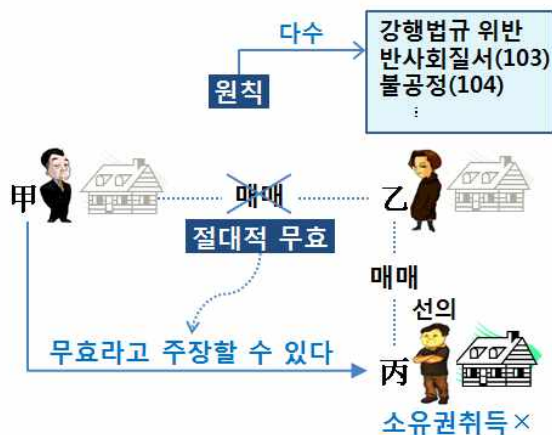 다수
강행법규 위반
반사회질서(103)
불공정(104)
⋮
원칙
甲
매매
乙
절대적 무효
매매
선의
무효라고 주장할 수 있다
丙
소유권취득×